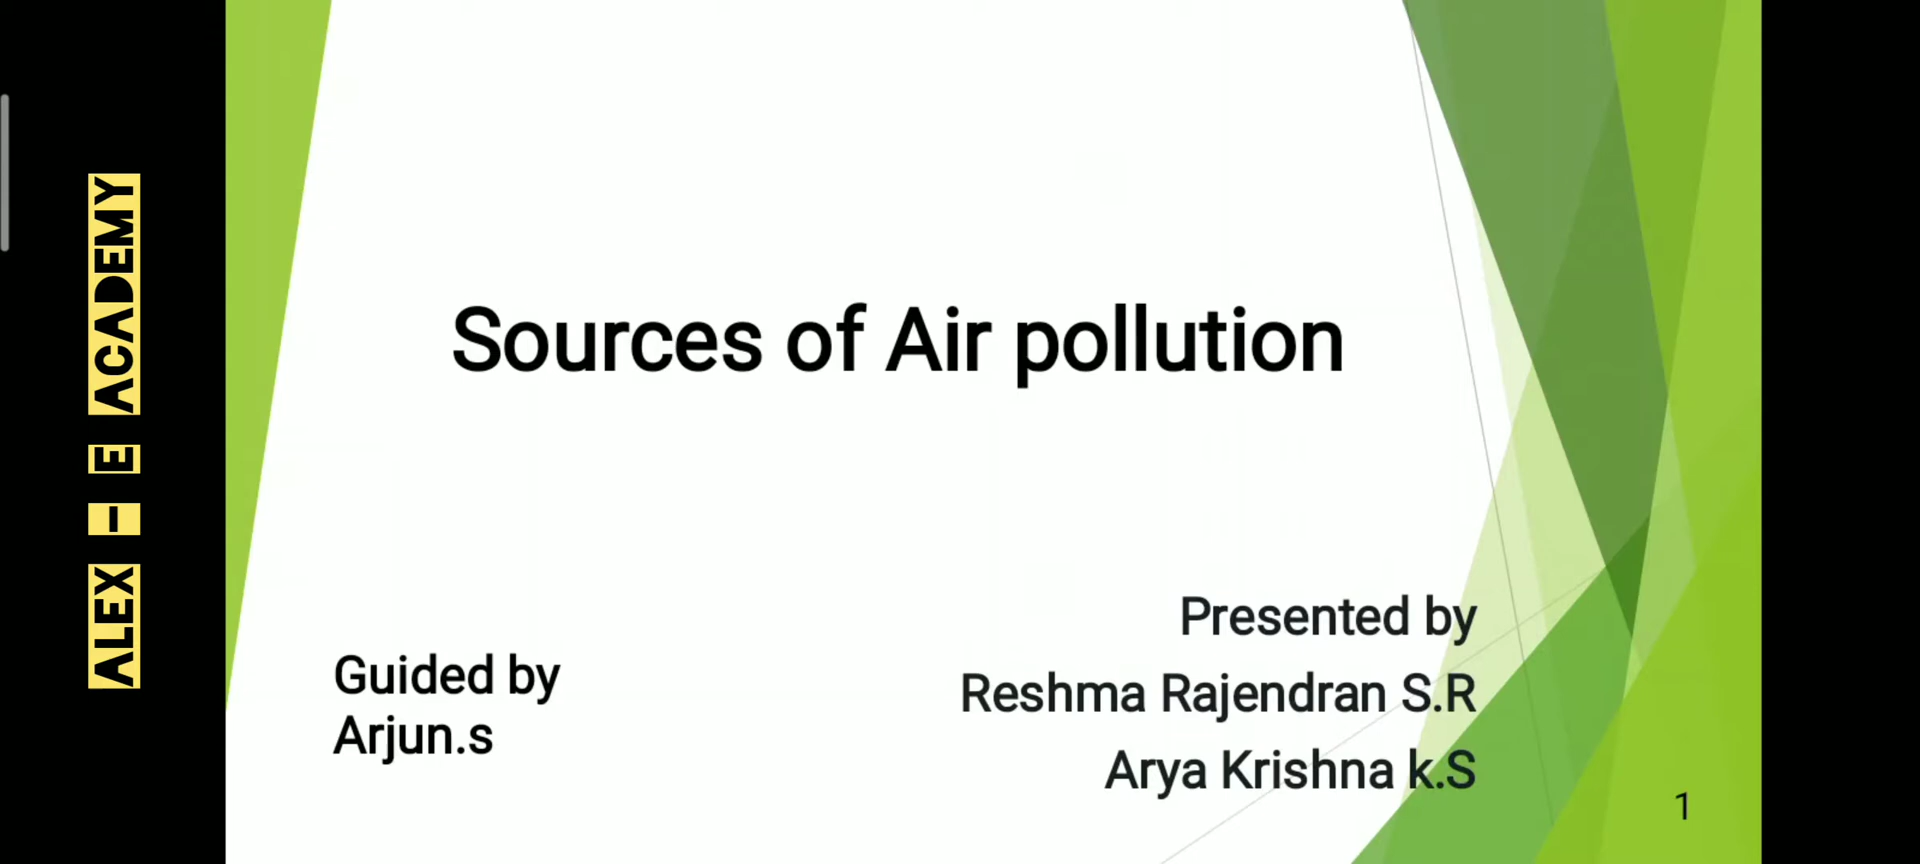 ALEX - E ACADEMY
Sources of Air pollution
Guided by
Arjun.s
Presented by
Reshma Rajendran S.R
Arya Krishna k.S
1